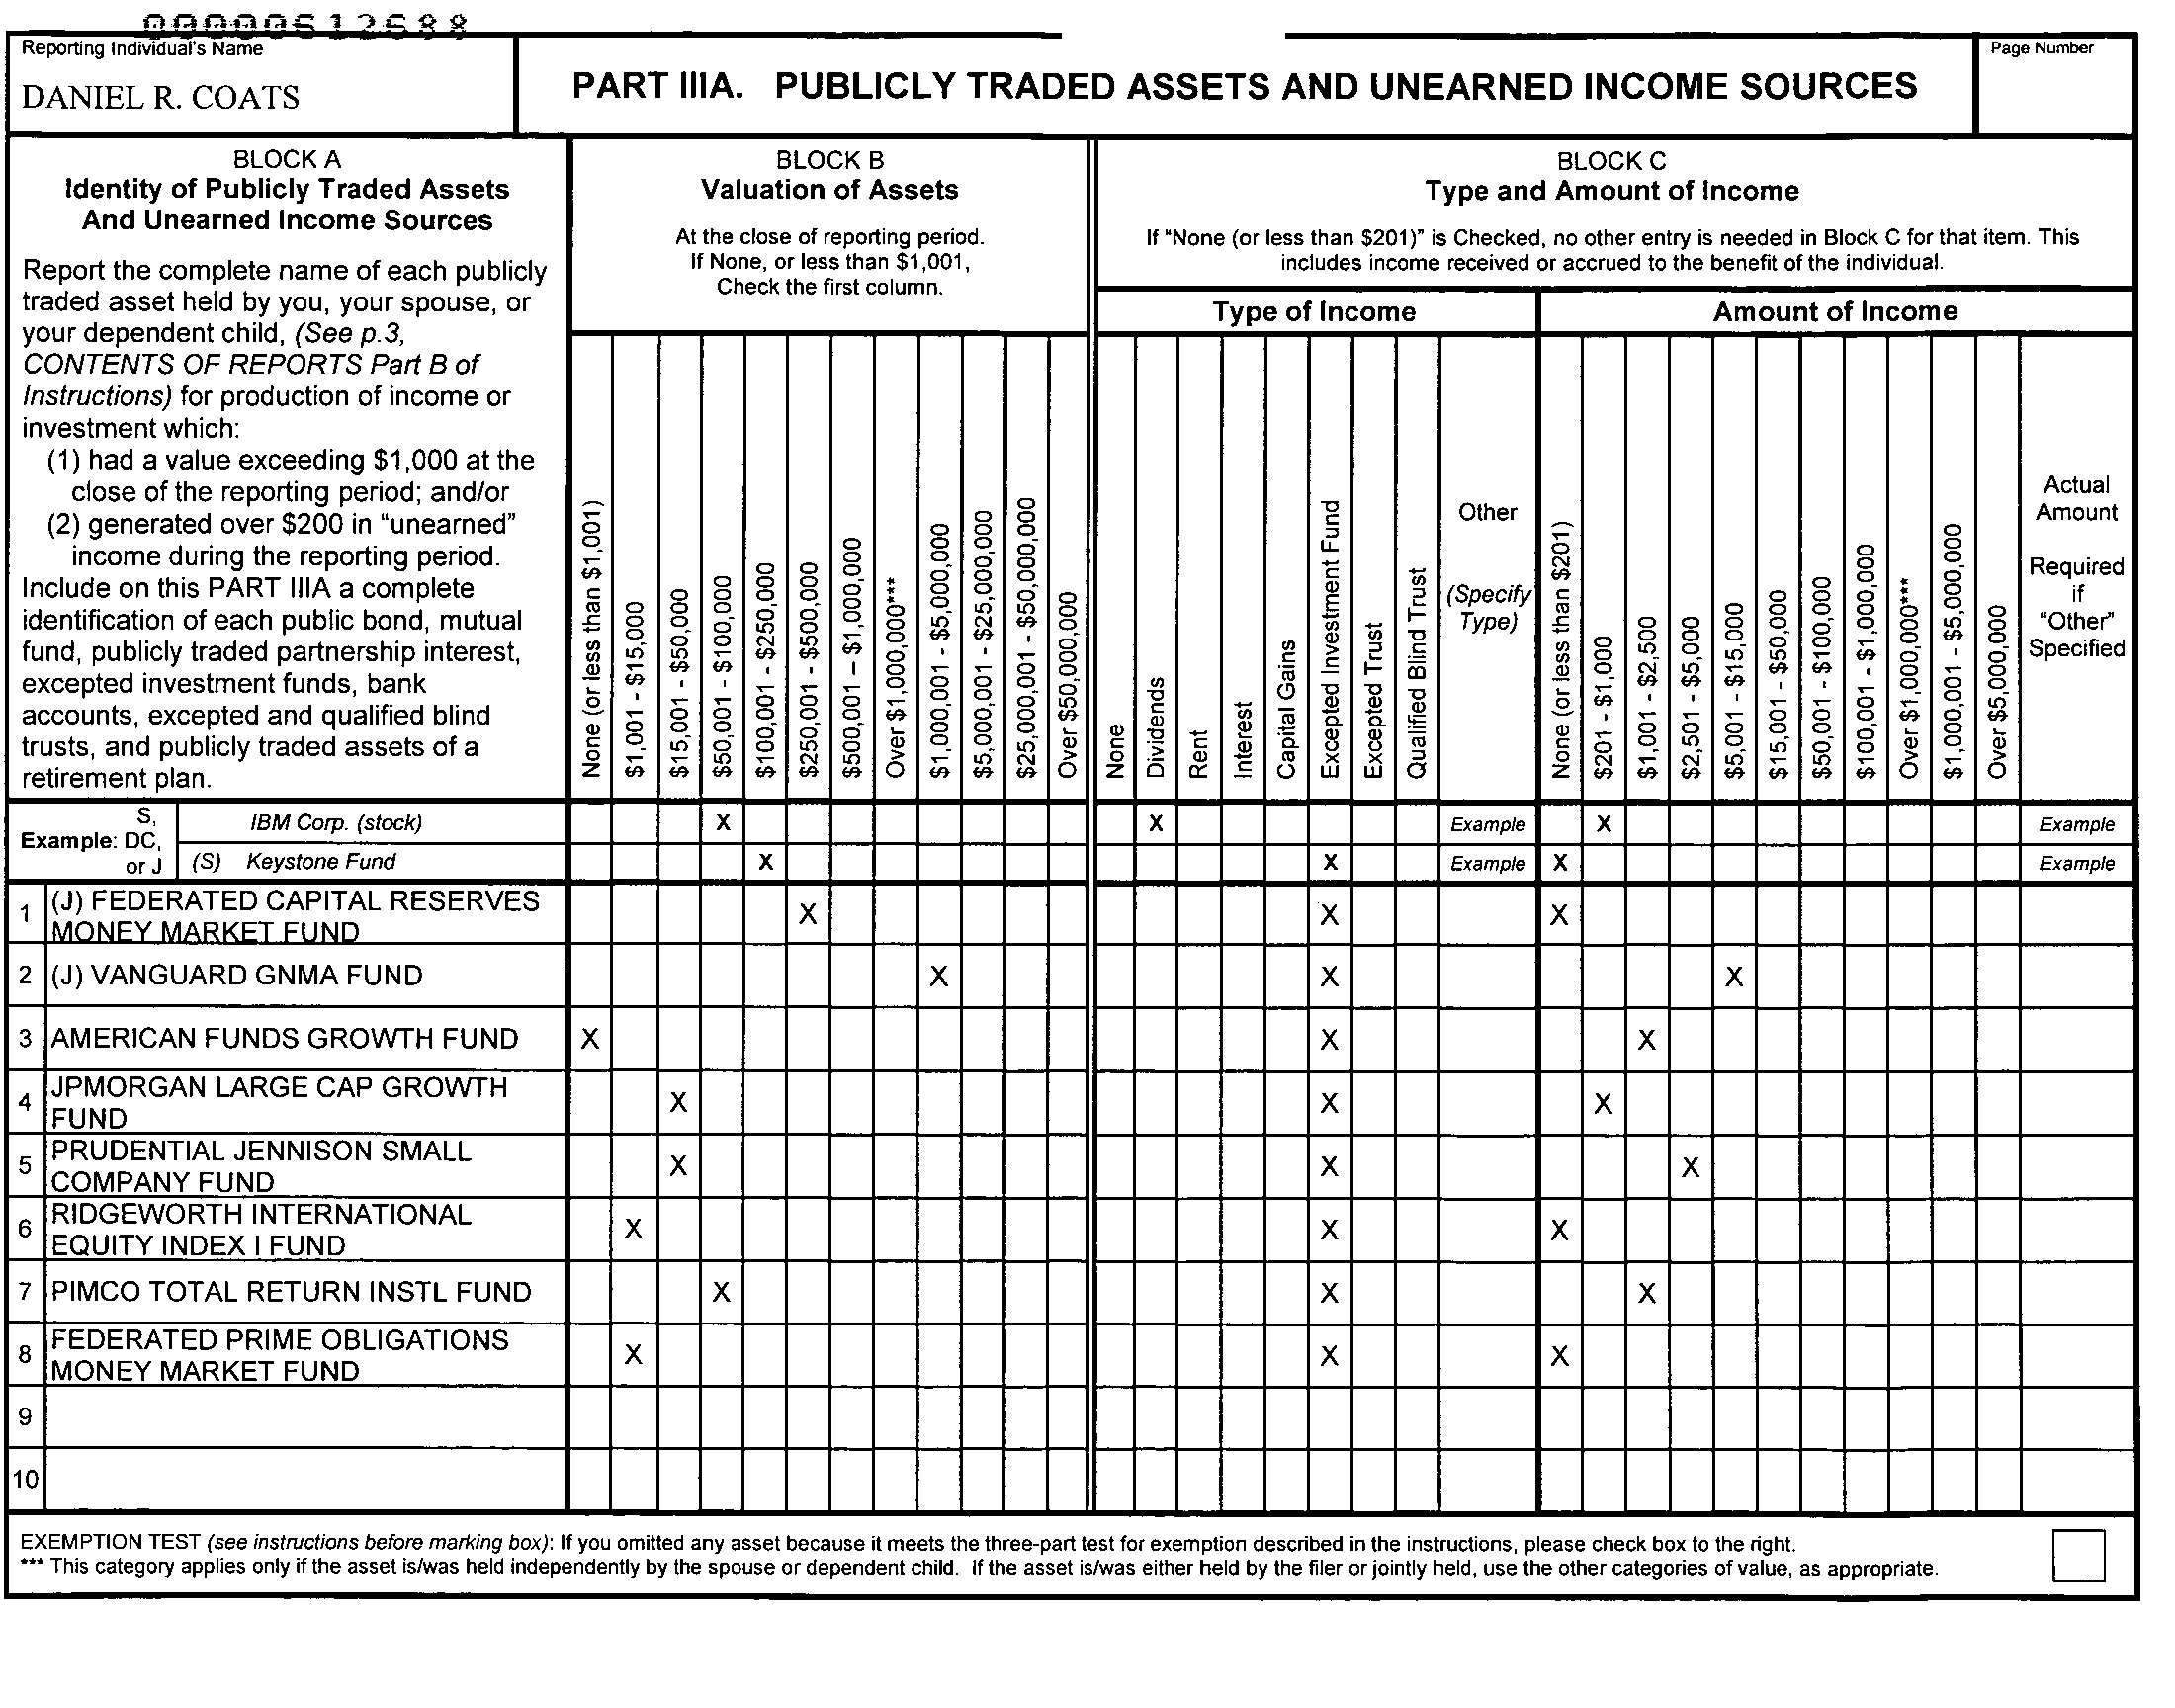 00000612688
Reporting Individual's Name
DANIEL R. COATS
PART IIIA. PUBLICLY TRADED ASSETS AND UNEARNED INCOME SOURCES
Page Number
BLOCK A
Identity of Publicly Traded Assets
And Unearned Income Sources
Report the complete name of each publicly
traded asset held by you, your spouse, or
your dependent child, (See p.3,
CONTENTS OF REPORTS Part B of
Instructions) for production of income or
investment which:
(1) had a value exceeding $1,000 at the
close of the reporting period; and/or
(2) generated over $200 in “unearned”
income during the reporting period.
Include on this PART IIIA a complete
identification of each public bond, mutual
fund, publicly traded partnership interest,
excepted investment funds, bank
accounts, excepted and qualified blind
trusts, and publicly traded assets of a
retirement plan.
BLOCK B
Valuation of Assets
At the close of reporting period.
If None, or less than $1,001,
Check the first column.
None (or less than $1,001)
$1,001 - $15,000
$15,001 - $50,000
$50,001 - $100,000
$100,001 - $250,000
$250,001 - $500,000
$500,001 – $1,000,000
Over $1,000,000***
$1,000,001 - $5,000,000
$5,000,001 - $25,000,000
$25,000,001 - $50,000,000
Over $50,000,000
BLOCK C
Type and Amount of Income
If “None (or less than $201)” is Checked, no other entry is needed in Block C for that item. This
includes income received or accrued to the benefit of the individual.
Type of Income
None
Dividends
Rent
Interest
Capital Gains
Excepted Investment Fund
Excepted Trust
Qualified Blind Trust
Other
(Specify
Type)
Amount of Income
None (or less than $201)
$201 - $1,000
$1,001 - $2,500
$2,501 - $5,000
$5,001 - $15,000
$15,001 - $50,000
$50,001 - $100,000
$100,001 - $1,000,000
Over $1,000,000***
$1,000,001 - $5,000,000
Over $5,000,000
Actual
Amount
Required
if
“Other”
Specified
Example: S, DC, or J
IBM Corp. (stock) X X Example X Example
(S) Keystone Fund X X Example X Example
1 (J) FEDERATED CAPITAL RESERVES
MONEY MARKET FUND X X X
2 (J) VANGUARD GNMA FUND X X X
3 AMERICAN FUNDS GROWTH FUND X X X
4 JPMORGAN LARGE CAP GROWTH
FUND X X X
5 PRUDENTIAL JENNISON SMALL
COMPANY FUND X X X
6 RIDGEWORTH INTERNATIONAL
EQUITY INDEX I FUND X X X
7 PIMCO TOTAL RETURN INSTL FUND X X X
8 FEDERATED PRIME OBLIGATIONS
MONEY MARKET FUND X X X
9
10
EXEMPTION TEST (see instructions before marking box): If you omitted any asset because it meets the three-part test for exemption described in the instructions, please check box to the right.
*** This category applies only if the asset is/was held independently by the spouse or dependent child. If the asset is/was either held by the filer or jointly held, use the other categories of value, as appropriate.